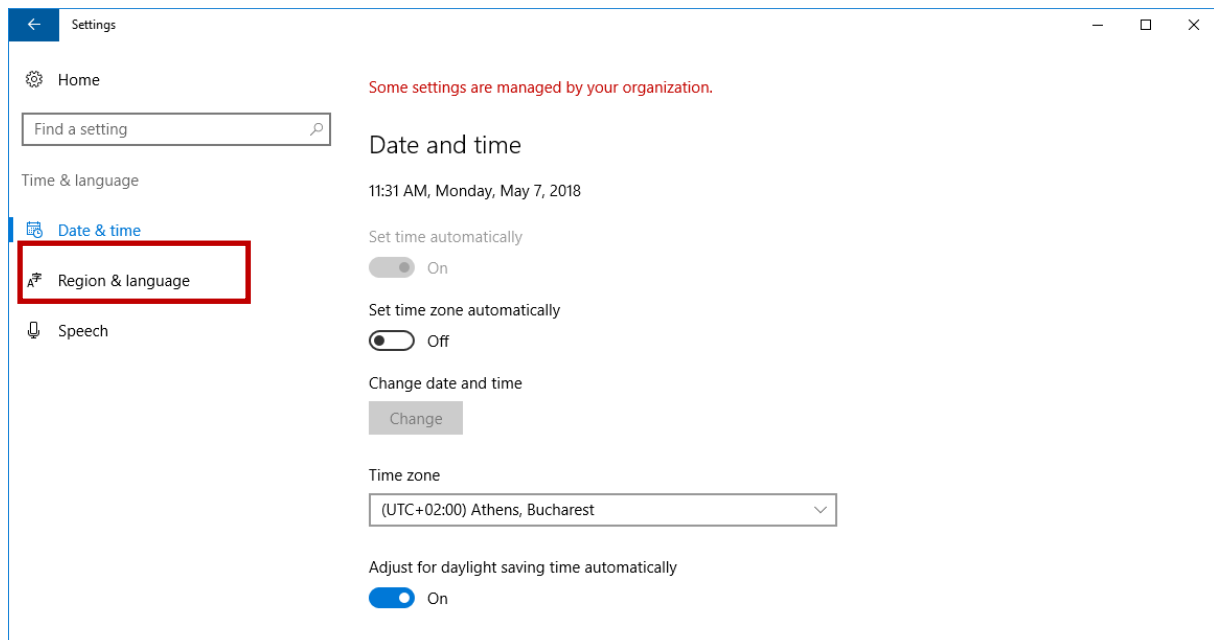 Settings
Home
Find a setting
Time & language
Date & time
Region & language
Speech
Some settings are managed by your organization.
Date and time
11:31 AM, Monday, May 7, 2018
Set time automatically
On
Set time zone automatically
Off
Change date and time
Change
Time zone
(UTC+02:00) Athens, Bucharest
Adjust for daylight saving time automatically
On